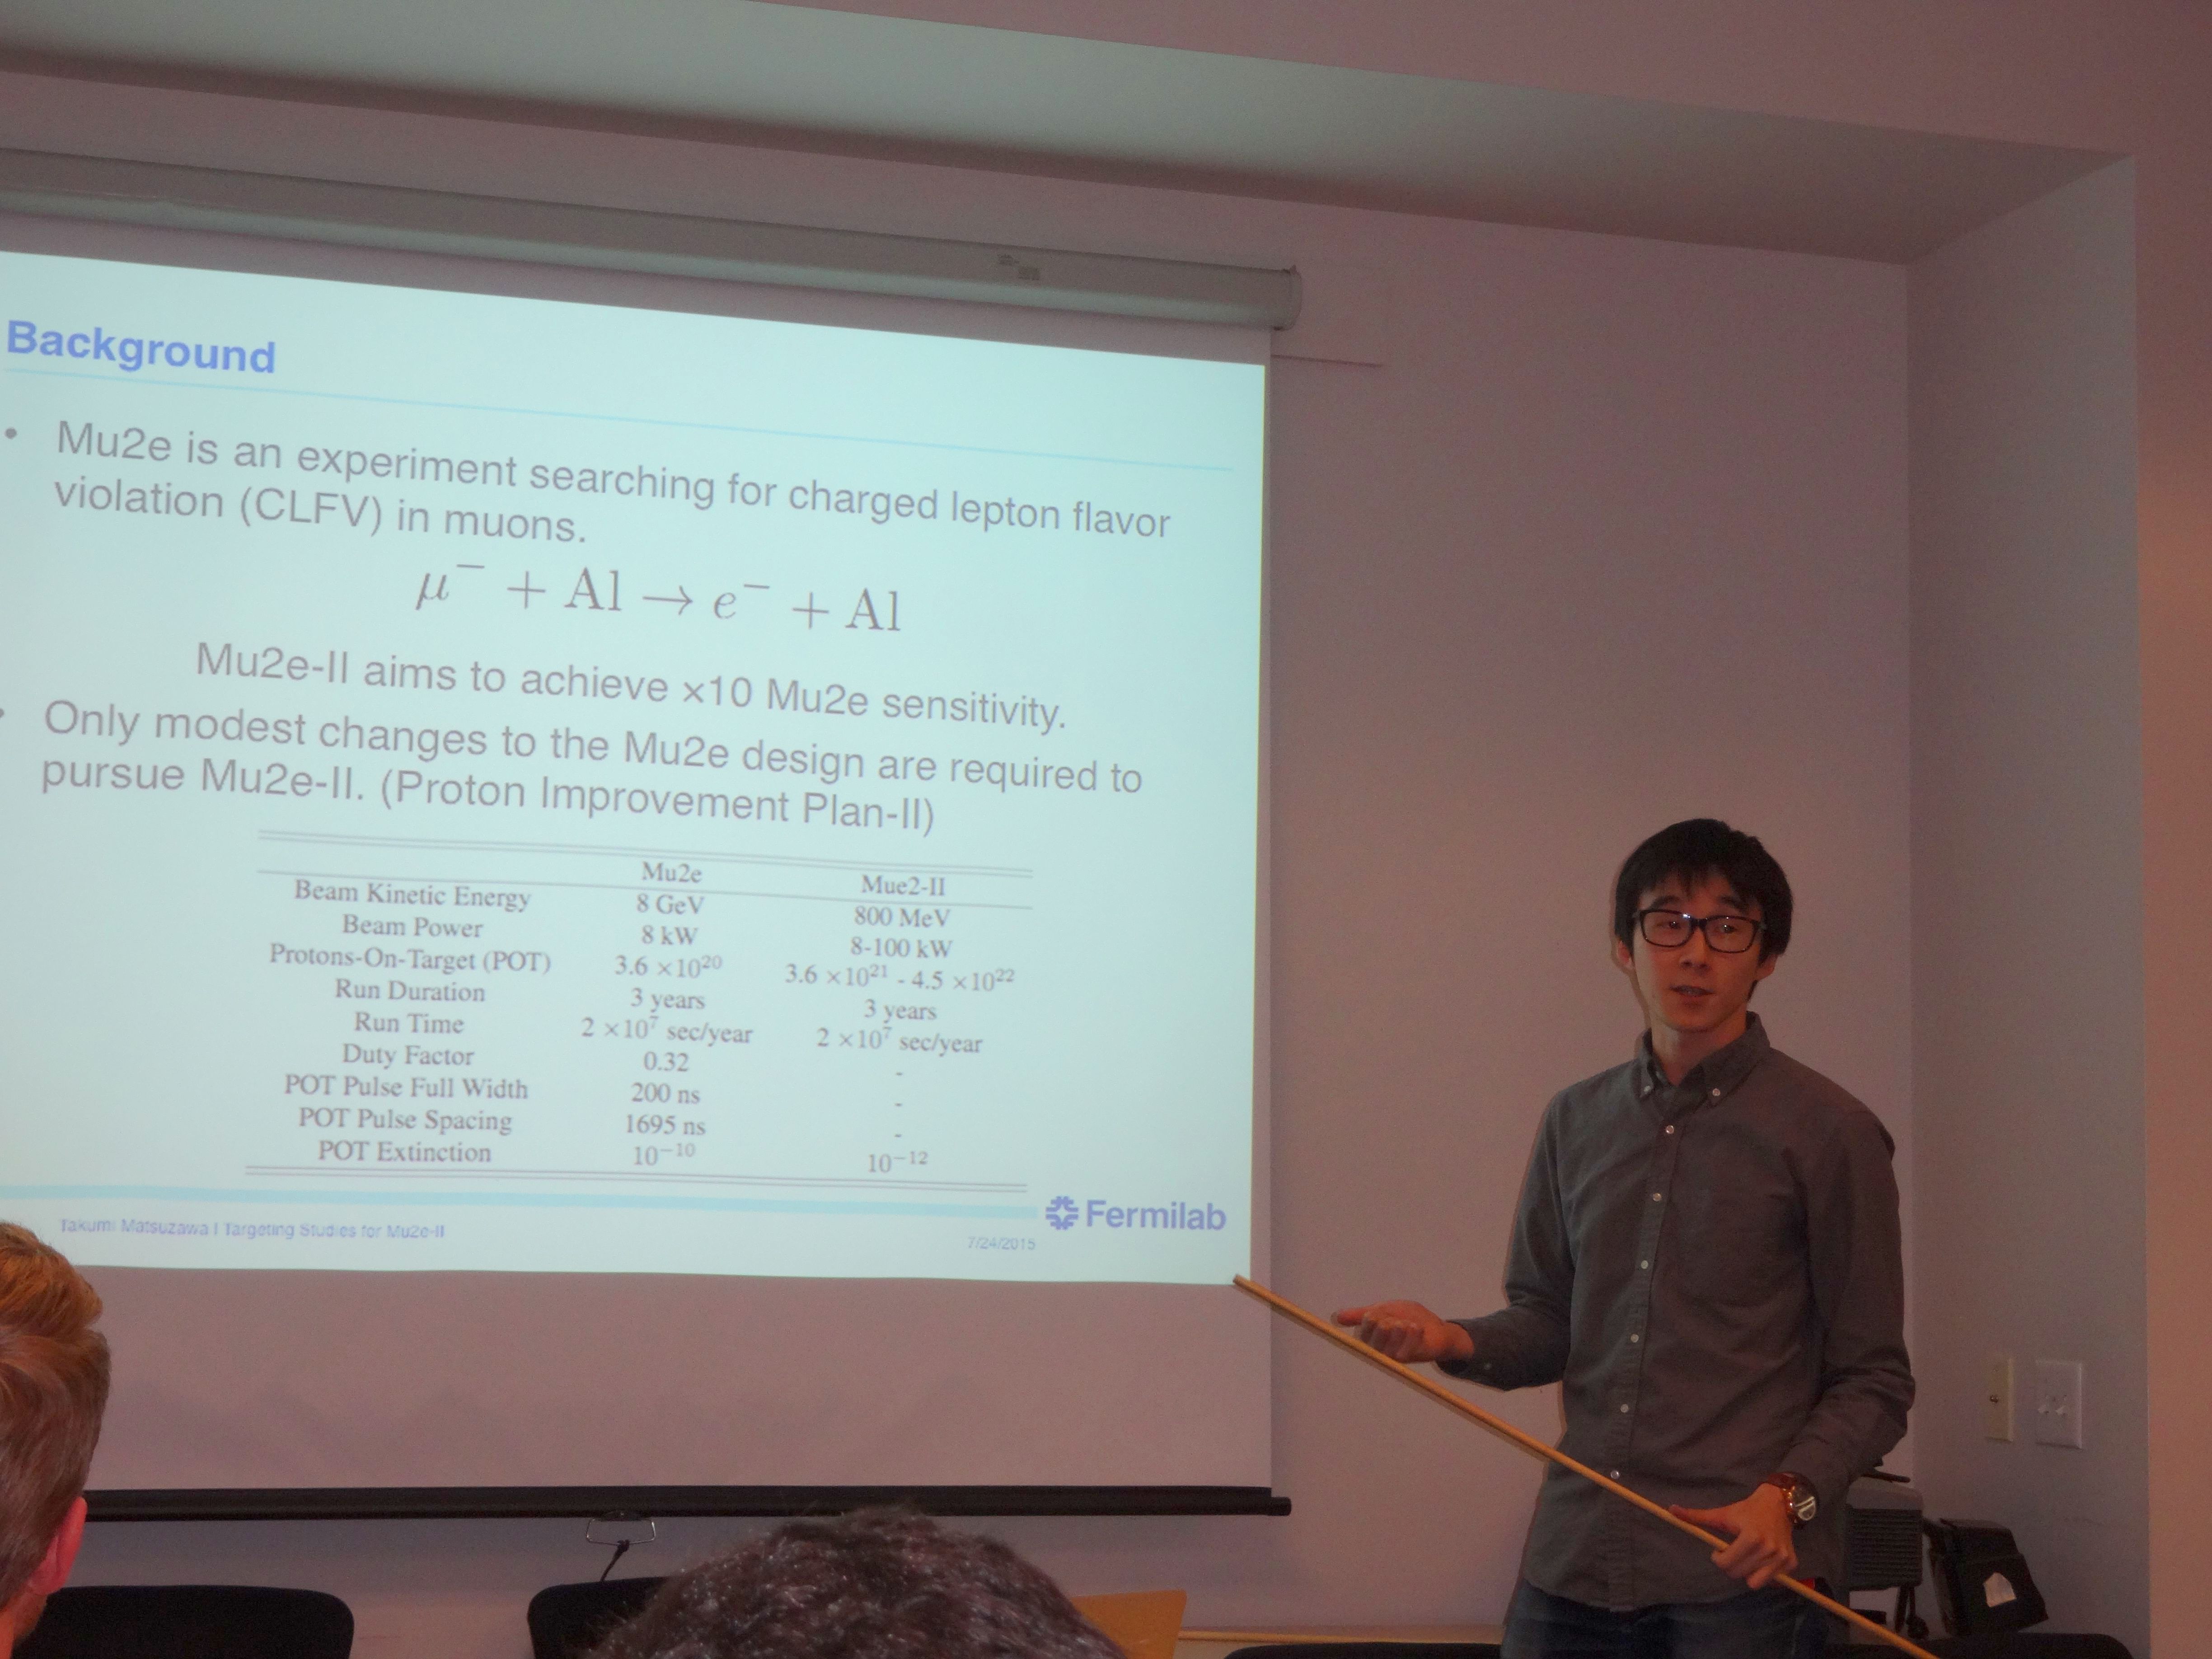 Background
• Mu2e is an experiment searching for charged lepton flavor
violation (CLFV) in muons.
μ⁻ + Al → e⁻ + Al
Mu2e-II aims to achieve ×10 Mu2e sensitivity.
• Only modest changes to the Mu2e design are required to
pursue Mu2e-II. (Proton Improvement Plan-II)
Mu2e Mue2-II
Beam Kinetic Energy 8 GeV 800 MeV
Beam Power 8 kW 8-100 kW
Protons-On-Target (POT) 3.6 ×10²⁰ 3.6 ×10²¹ - 4.5 ×10²²
Run Duration 3 years 3 years
Run Time 2 ×10⁷ sec/year 2 ×10⁷ sec/year
Duty Factor 0.32 -
POT Pulse Full Width 200 ns -
POT Pulse Spacing 1695 ns -
POT Extinction 10⁻¹⁰ 10⁻¹²
Fermilab
Takumi Matsuzawa | Targeting Studies for Mu2e-II
7/24/2015